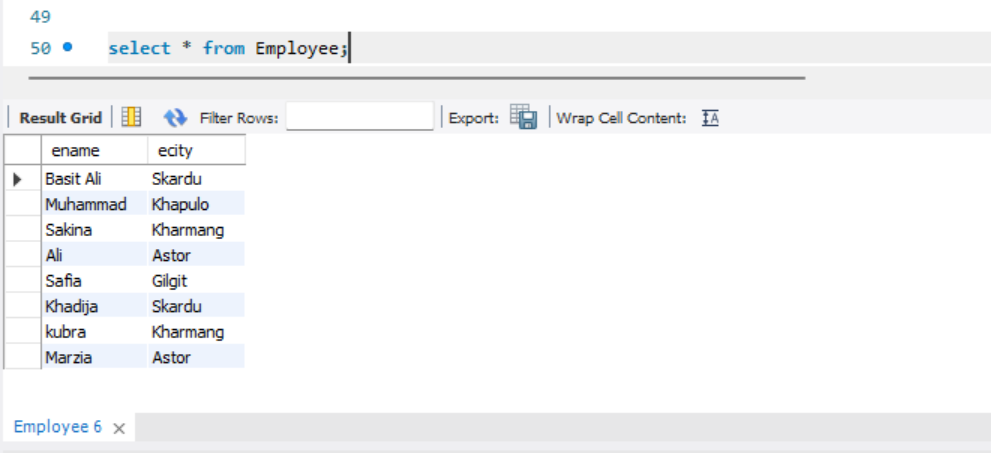 49
50 select * from Employee;
Result Grid Filter Rows: Export: Wrap Cell Content: IA
ename ecity
Basit Ali Skardu
Muhammad Khapulo
Sakina Kharmang
Ali Astor
Safia Gilgit
Khadija Skardu
kubra Kharmang
Marzia Astor
Employee 6 ×